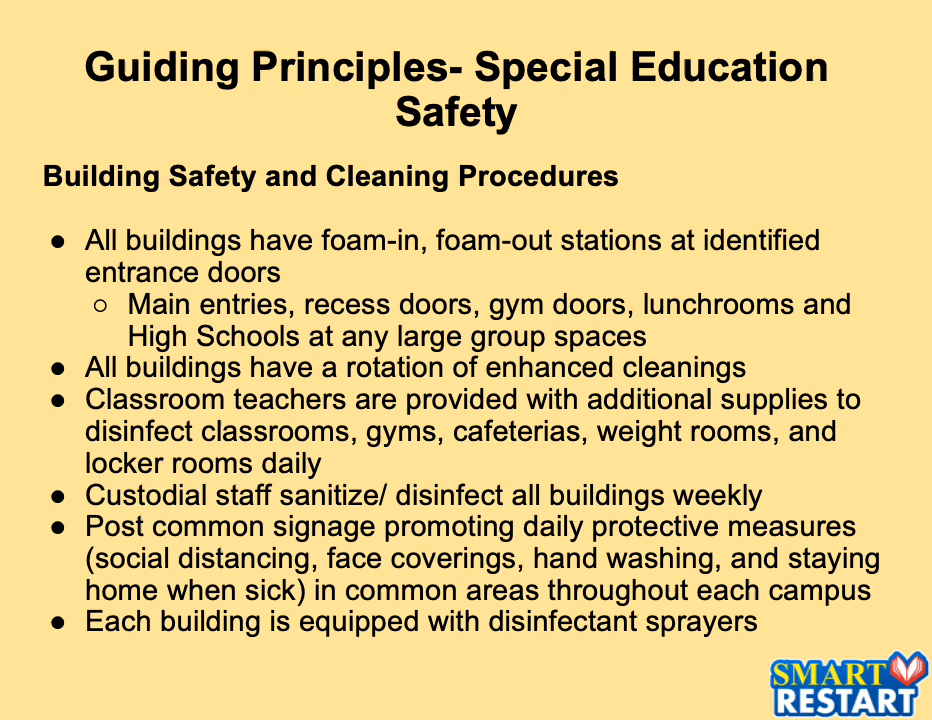 Guiding Principles- Special Education
Safety
Building Safety and Cleaning Procedures
● All buildings have foam-in, foam-out stations at identified
entrance doors
○ Main entries, recess doors, gym doors, lunchrooms and
High Schools at any large group spaces
● All buildings have a rotation of enhanced cleanings
● Classroom teachers are provided with additional supplies to
disinfect classrooms, gyms, cafeterias, weight rooms, and
locker rooms daily
● Custodial staff sanitize/ disinfect all buildings weekly
● Post common signage promoting daily protective measures
(social distancing, face coverings, hand washing, and staying
home when sick) in common areas throughout each campus
● Each building is equipped with disinfectant sprayers
SMART
RESTART